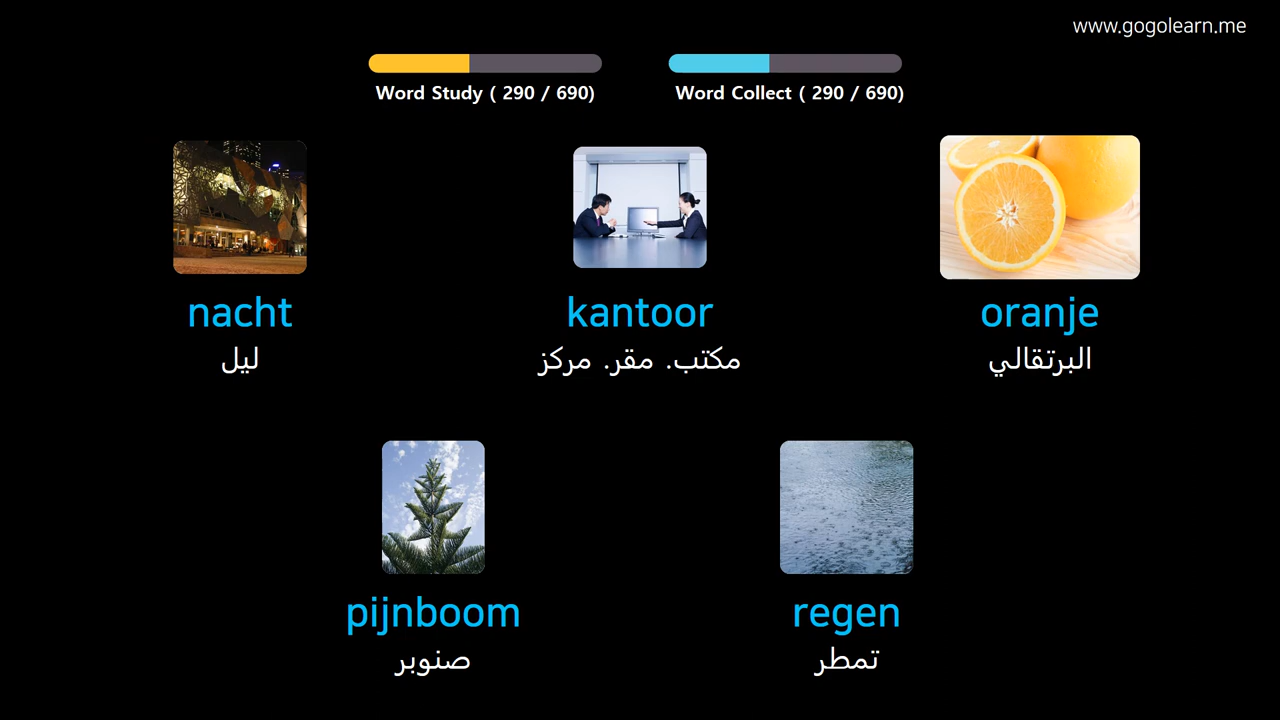 www.gogolearn.me
Word Study ( 290 / 690)
Word Collect ( 290 / 690)
nacht
ليل
kantoor
مكتب. مقر. مركز
oranje
البرتقالي
pijnboom
صنوبر
regen
تمطر